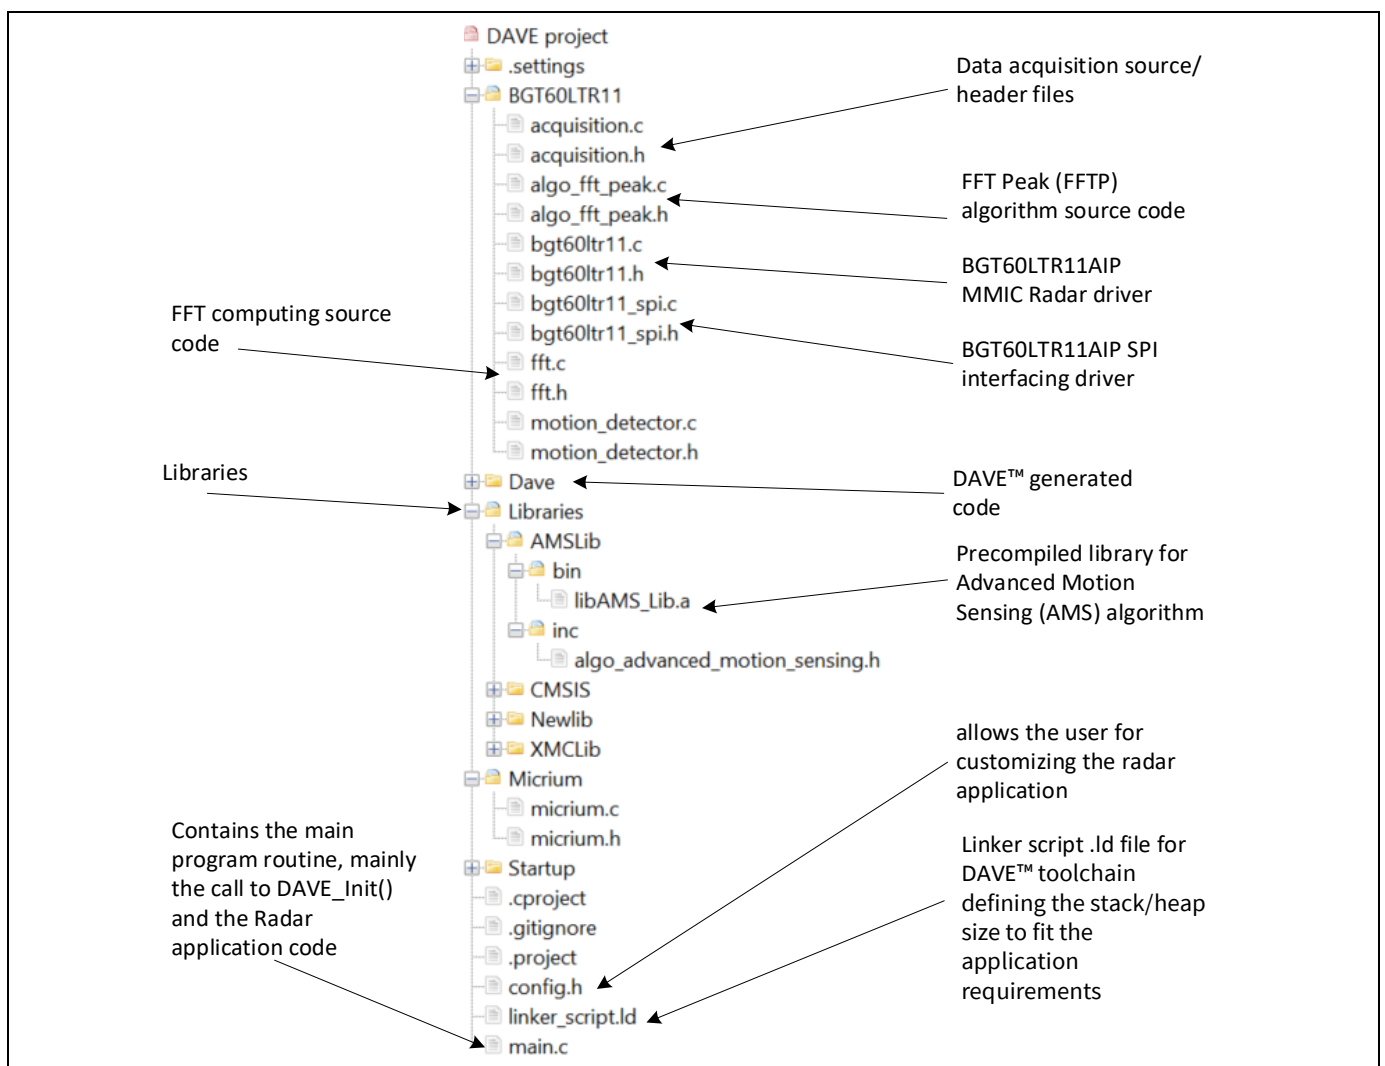 DAVE project
.settings
BGT60LTR11
acquisition.c
acquisition.h
algo_fft_peak.c
algo_fft_peak.h
bgt60ltr11.c
bgt60ltr11.h
bgt60ltr11_spi.c
bgt60ltr11_spi.h
fft.c
fft.h
motion_detector.c
motion_detector.h
Dave
Libraries
AMSLib
bin
libAMS_Lib.a
inc
algo_advanced_motion_sensing.h
CMSIS
Newlib
XMCLib
Micrium
micrium.c
micrium.h
Startup
.cproject
.gitignore
.project
config.h
linker_script.ld
main.c
FFT computing source
code
Libraries
Contains the main
program routine, mainly
the call to DAVE_Init()
and the Radar
application code
Data acquisition source/
header files
FFT Peak (FFTP)
algorithm source code
BGT60LTR11AIP
MMIC Radar driver
BGT60LTR11AIP SPI
interfacing driver
DAVE™ generated
code
Precompiled library for
Advanced Motion
Sensing (AMS) algorithm
allows the user for
customizing the radar
application
Linker script .ld file for
DAVE™ toolchain
defining the stack/heap
size to fit the
application
requirements